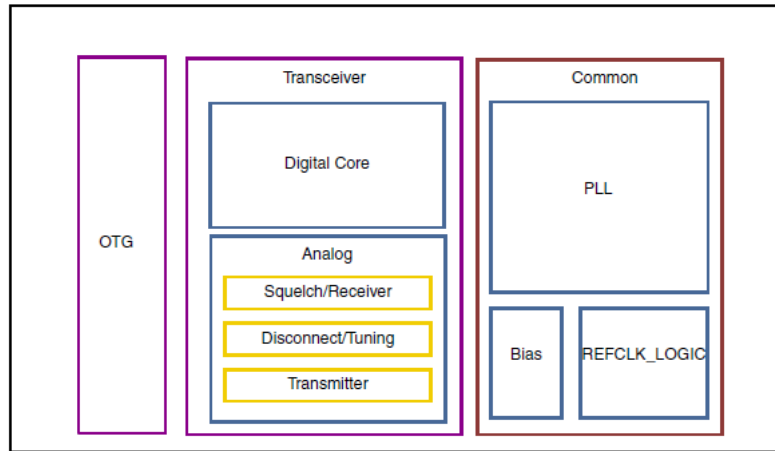 OTG
Transceiver
Digital Core
Analog
Squelch/Receiver
Disconnect/Tuning
Transmitter
Common
PLL
Bias
REFCLK_LOGIC